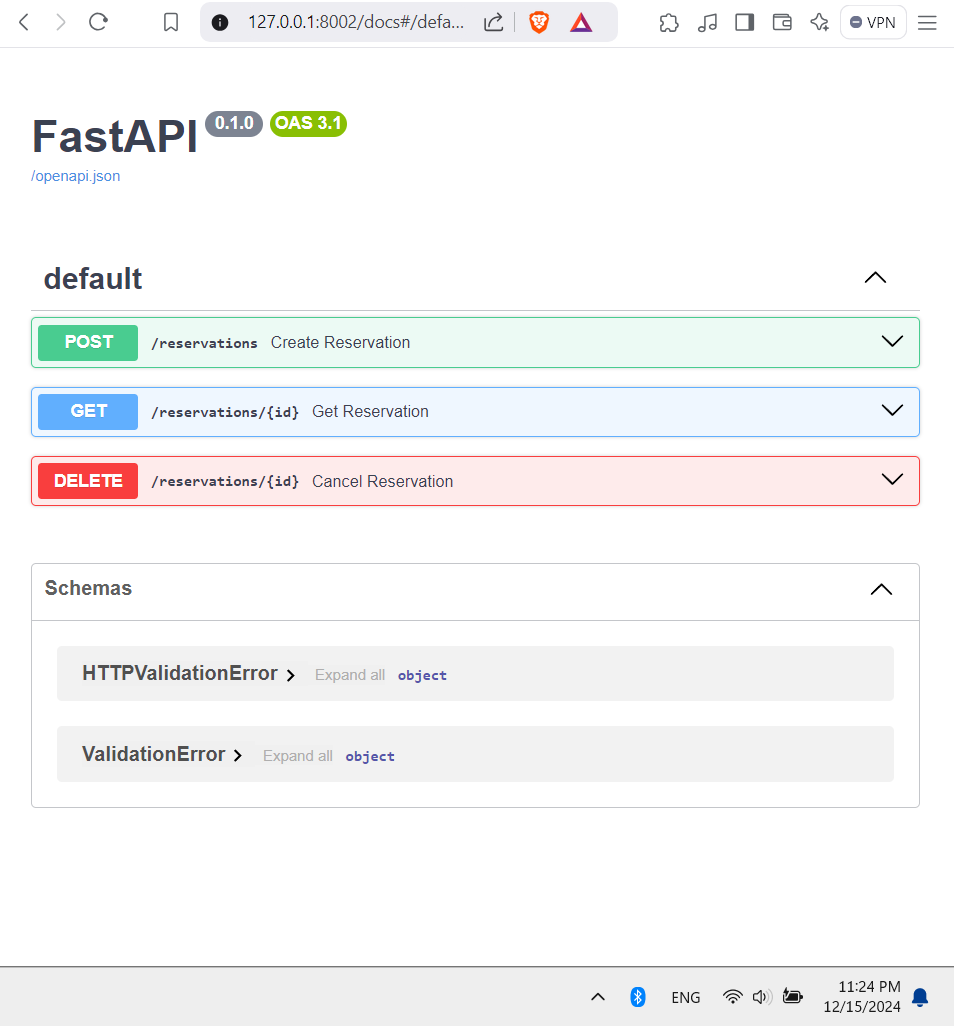 127.0.0.1:8002/docs#/defa...
VPN
FastAPI 0.1.0 OAS 3.1
/openapi.json
default
POST /reservations Create Reservation
GET /reservations/{id} Get Reservation
DELETE /reservations/{id} Cancel Reservation
Schemas
HTTPValidationError Expand all object
ValidationError Expand all object
ENG
11:24 PM
12/15/2024